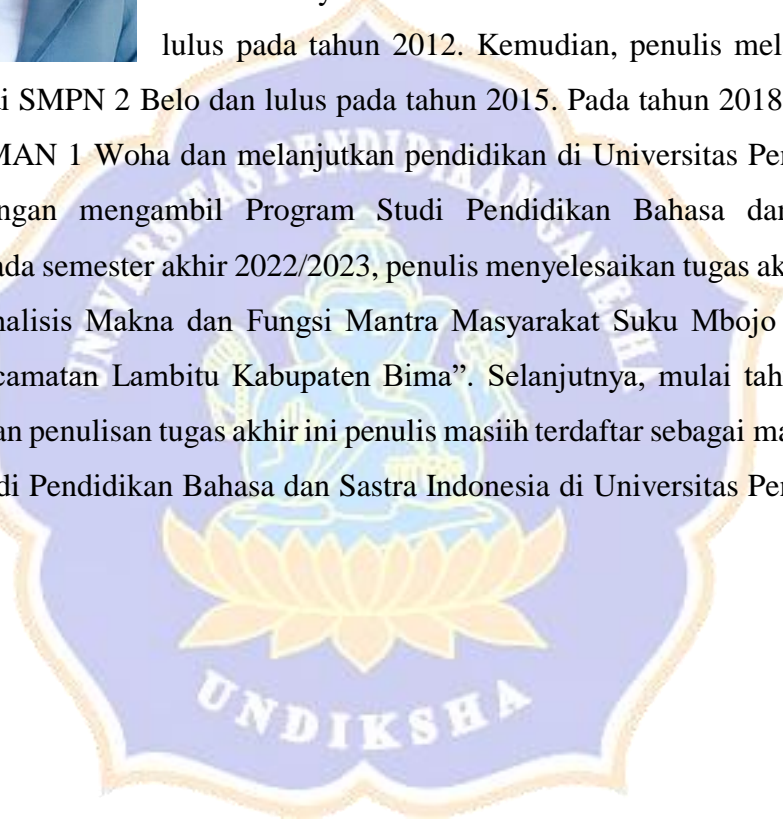 lulus pada tahun 2012. Kemudian, penulis mel
SMPN 2 Belo dan lulus pada tahun 2015. Pada tahun 2018
MAN 1 Woha dan melanjutkan pendidikan di Universitas Pen
ngan mengambil Program Studi Pendidikan Bahasa dan
ada semester akhir 2022/2023, penulis menyelesaikan tugas ak
nalisis Makna dan Fungsi Mantra Masyarakat Suku Mbojo
camatan Lambitu Kabupaten Bima”. Selanjutnya, mulai tah
an penulisan tugas akhir ini penulis masiih terdaftar sebagai ma
di Pendidikan Bahasa dan Sastra Indonesia di Universitas Per
UNIVERSITAS PENDIDIKAN GANESHA
UNDIKSHA